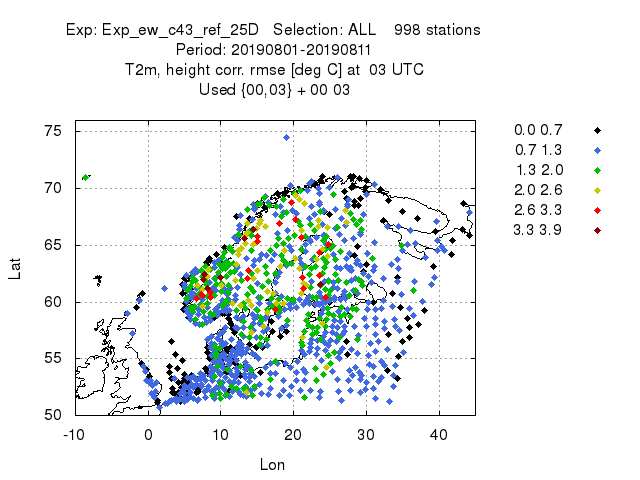 Exp: Exp_ew_c43_ref_25D   Selection: ALL    998 stations
Period: 20190801-20190811
T2m, height corr. rmse [deg C] at  03 UTC
Used {00,03} + 00 03
75
70
65
60
55
50
Lat
-10 0 10 20 30 40
Lon
0.0 0.7
0.7 1.3
1.3 2.0
2.0 2.6
2.6 3.3
3.3 3.9